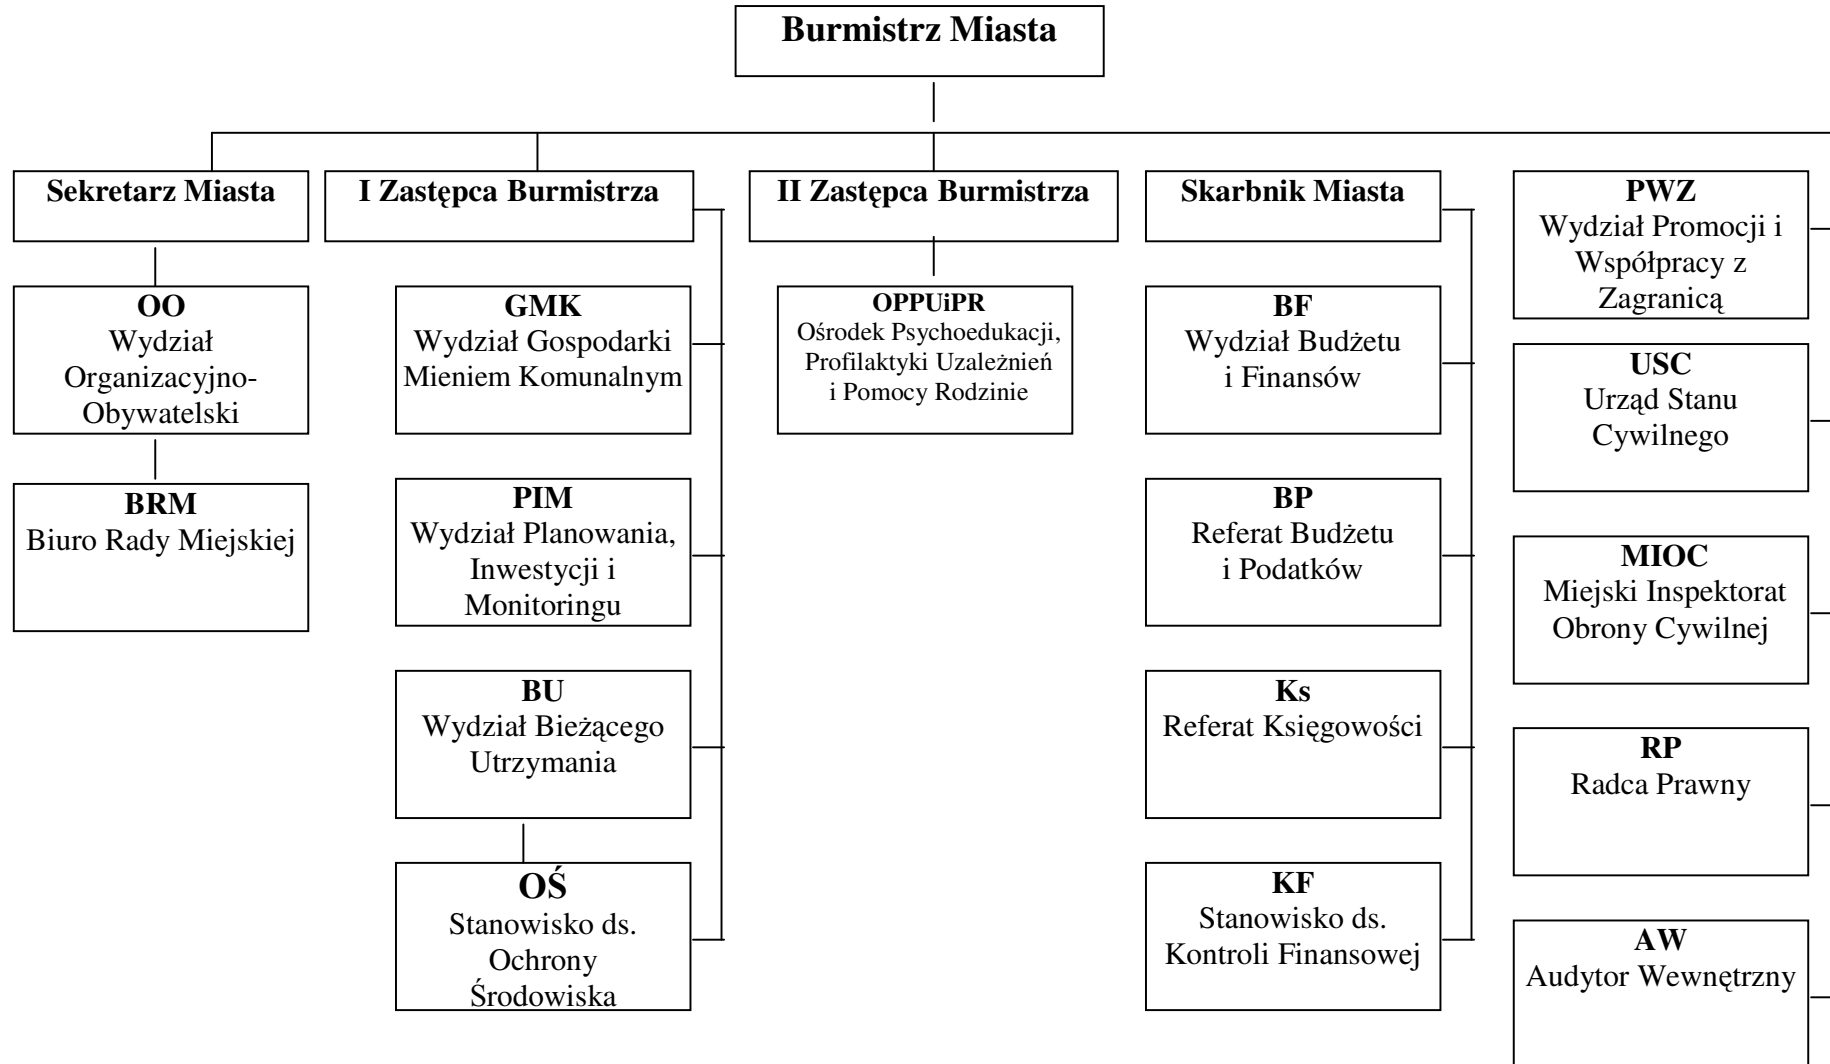 Burmistrz Miasta
Sekretarz Miasta
I Zastępca Burmistrza
II Zastępca Burmistrza
Skarbnik Miasta
PWZ
Wydział Promocji i
Współpracy z
Zagranicą
OO
Wydział
Organizacyjno-
Obywatelski
GMK
Wydział Gospodarki
Mieniem Komunalnym
OPPUiPR
Ośrodek Psychoedukacji,
Profilaktyki Uzależnień
i Pomocy Rodzinie
BF
Wydział Budżetu
i Finansów
USC
Urząd Stanu
Cywilnego
BRM
Biuro Rady Miejskiej
PIM
Wydział Planowania,
Inwestycji i
Monitoringu
BP
Referat Budżetu
i Podatków
MIOC
Miejski Inspektorat
Obrony Cywilnej
BU
Wydział Bieżącego
Utrzymania
Ks
Referat Księgowości
RP
Radca Prawny
OŚ
Stanowisko ds.
Ochrony
Środowiska
KF
Stanowisko ds.
Kontroli Finansowej
AW
Audytor Wewnętrzny